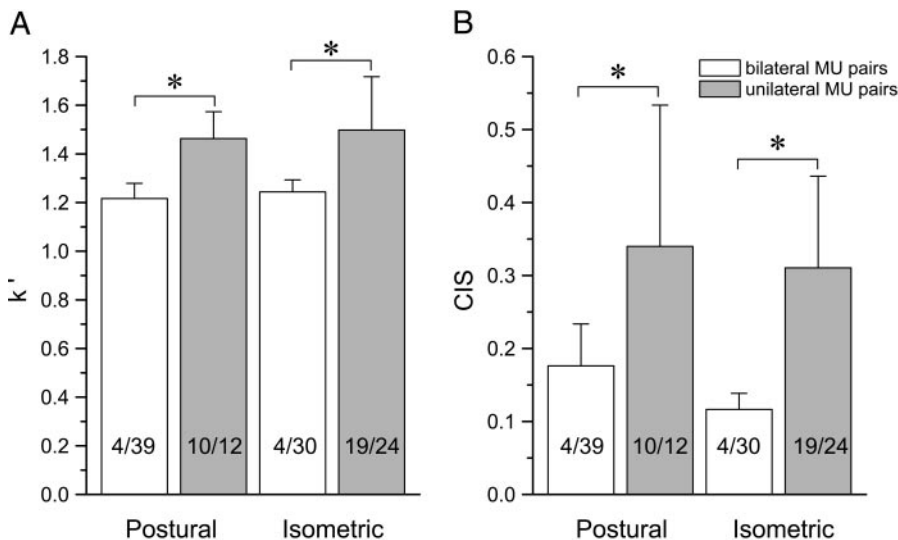 A
k'
1.8
1.6
1.4
1.2
1.0
0.8
0.6
0.4
0.2
0.0
*
*
4/39
10/12
4/30
19/24
Postural
Isometric
B
CIS
0.6
0.5
0.4
0.3
0.2
0.1
0.0
bilateral MU pairs
unilateral MU pairs
*
*
4/39
10/12
4/30
19/24
Postural
Isometric